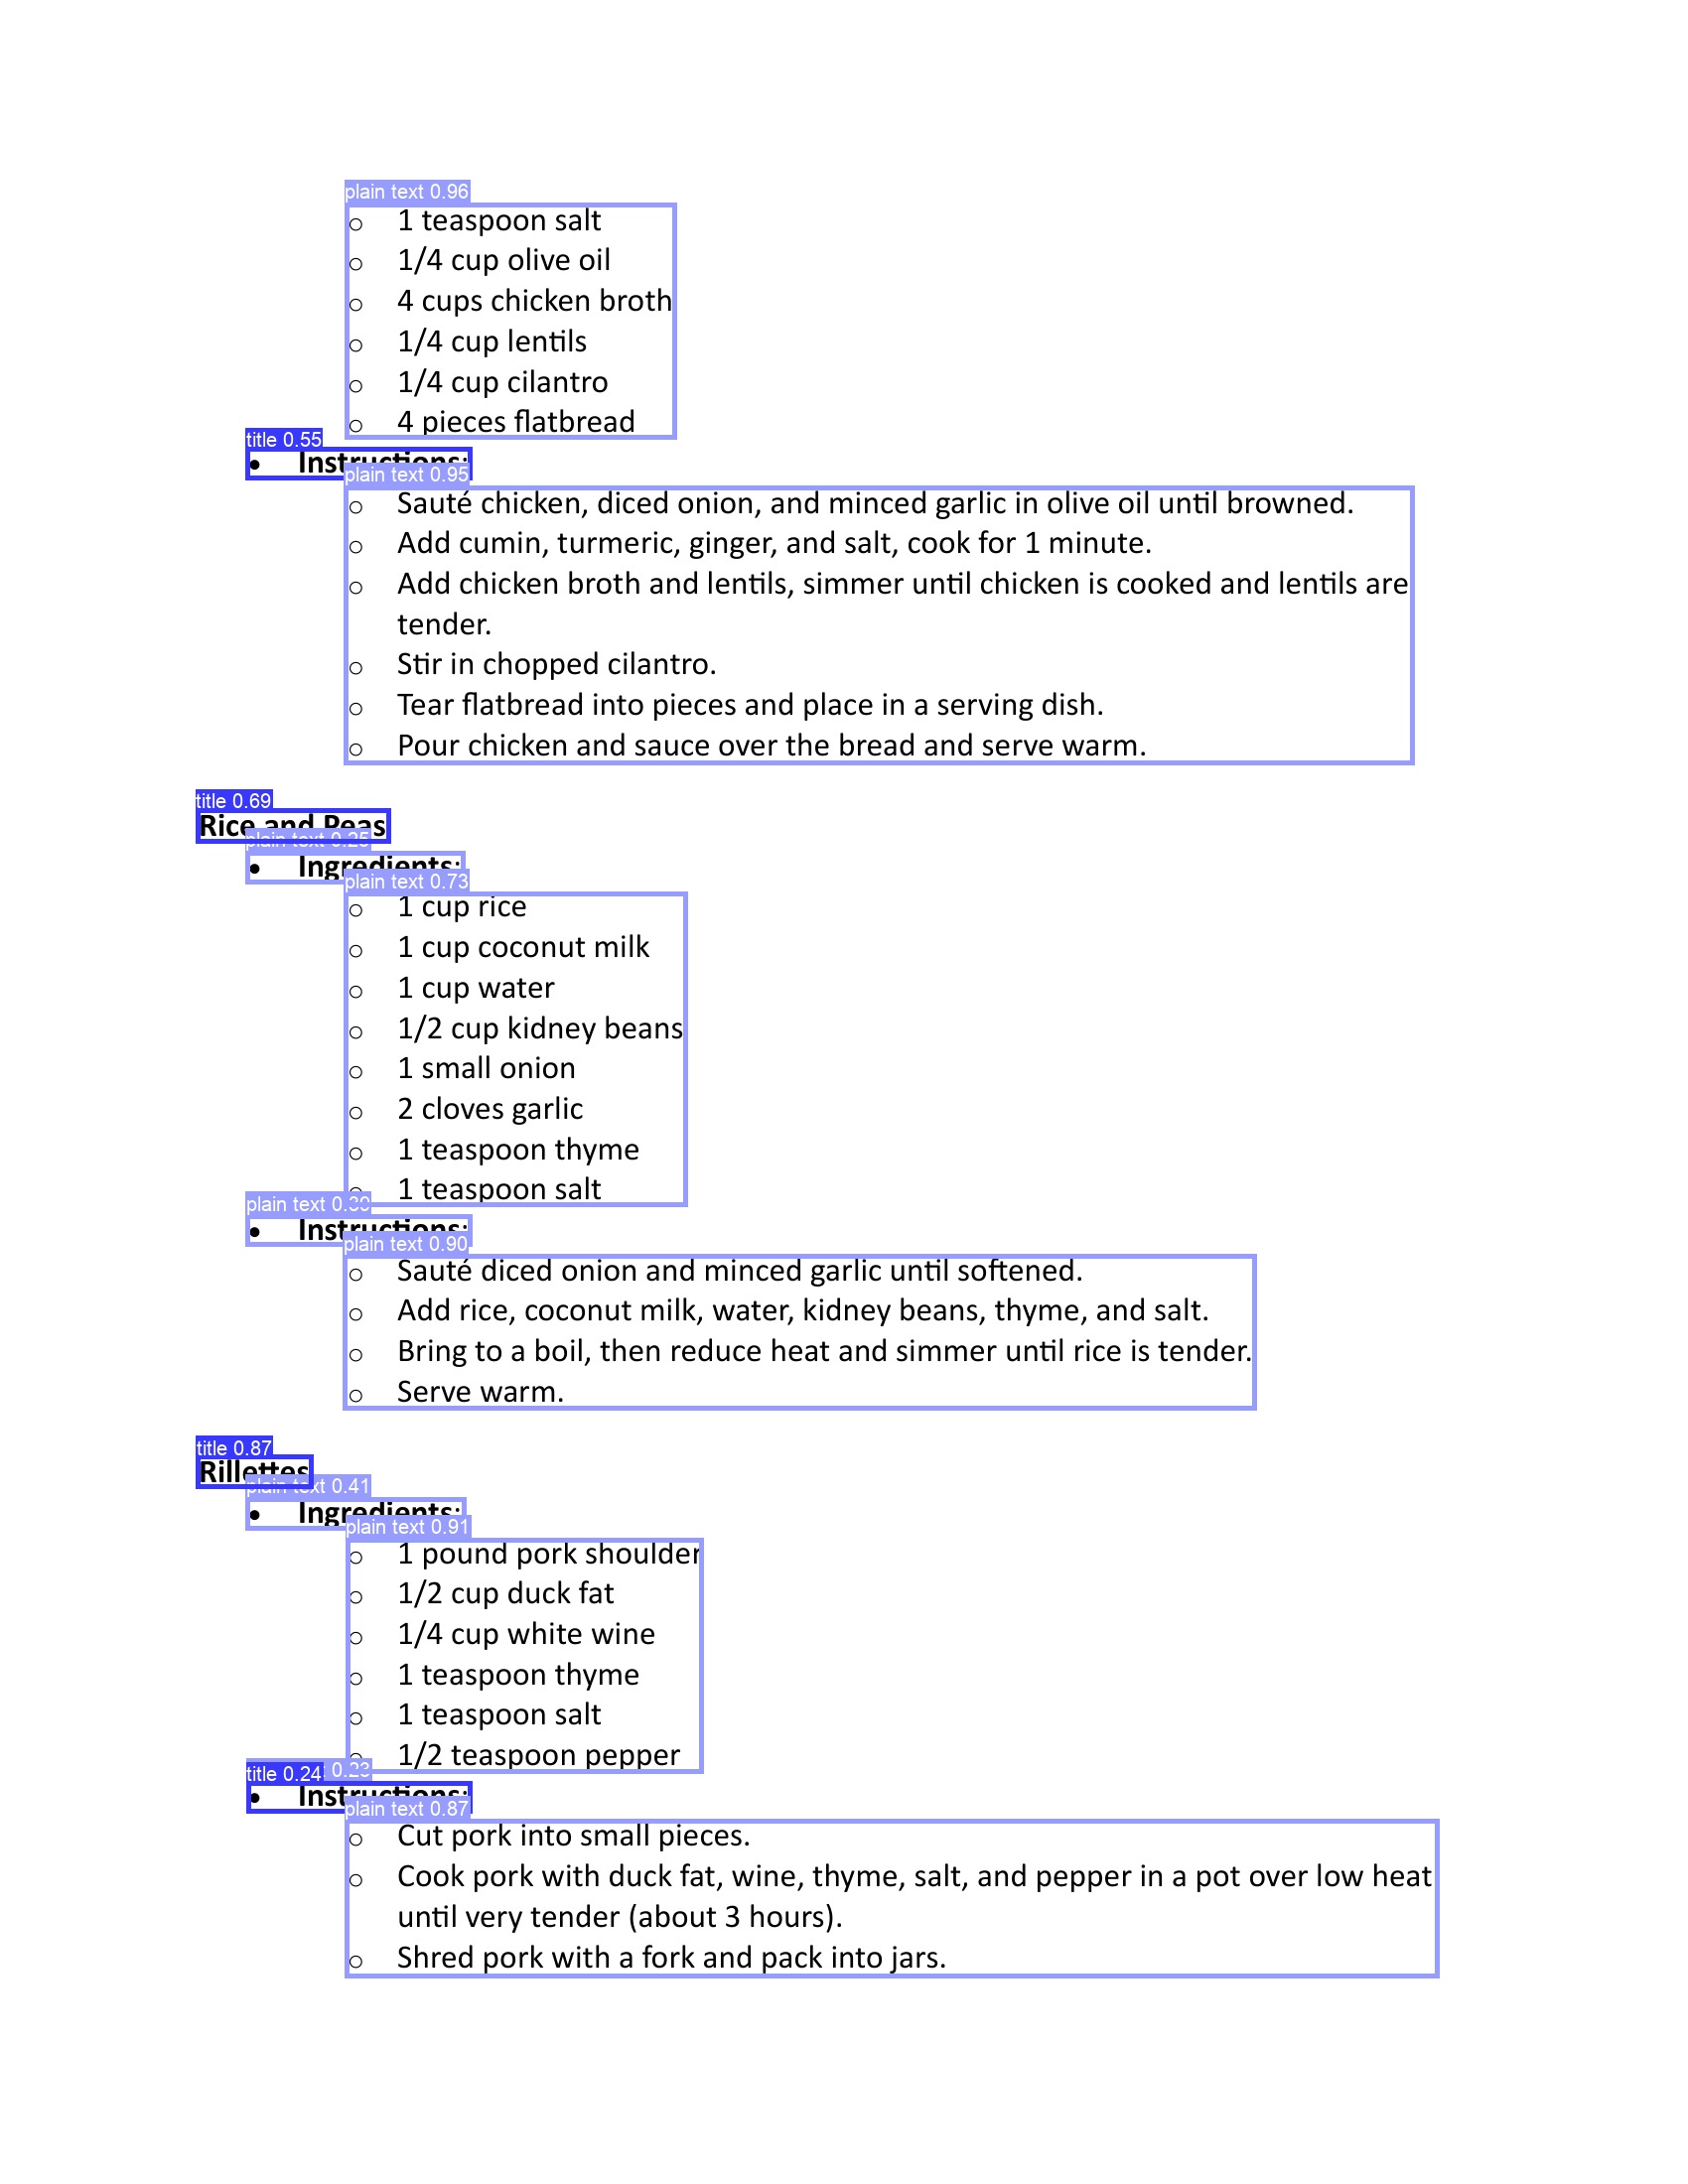 plain text 0.96
○ 1 teaspoon salt
○ 1/4 cup olive oil
○ 4 cups chicken broth
○ 1/4 cup lentils
○ 1/4 cup cilantro
○ 4 pieces flatbread
title 0.55
• Instructions:
plain text 0.95
○ Sauté chicken, diced onion, and minced garlic in olive oil until browned.
○ Add cumin, turmeric, ginger, and salt, cook for 1 minute.
○ Add chicken broth and lentils, simmer until chicken is cooked and lentils are
tender.
○ Stir in chopped cilantro.
○ Tear flatbread into pieces and place in a serving dish.
○ Pour chicken and sauce over the bread and serve warm.
title 0.69
Rice and Peas
plain text 0.25
• Ingredients:
plain text 0.73
○ 1 cup rice
○ 1 cup coconut milk
○ 1 cup water
○ 1/2 cup kidney beans
○ 1 small onion
○ 2 cloves garlic
○ 1 teaspoon thyme
○ 1 teaspoon salt
plain text 0.39
• Instructions:
plain text 0.90
○ Sauté diced onion and minced garlic until softened.
○ Add rice, coconut milk, water, kidney beans, thyme, and salt.
○ Bring to a boil, then reduce heat and simmer until rice is tender.
○ Serve warm.
title 0.87
Rillettes
plain text 0.41
• Ingredients:
plain text 0.91
○ 1 pound pork shoulder
○ 1/2 cup duck fat
○ 1/4 cup white wine
○ 1 teaspoon thyme
○ 1 teaspoon salt
○ 1/2 teaspoon pepper
title 0.24 0.23
• Instructions:
plain text 0.87
○ Cut pork into small pieces.
○ Cook pork with duck fat, wine, thyme, salt, and pepper in a pot over low heat
until very tender (about 3 hours).
○ Shred pork with a fork and pack into jars.